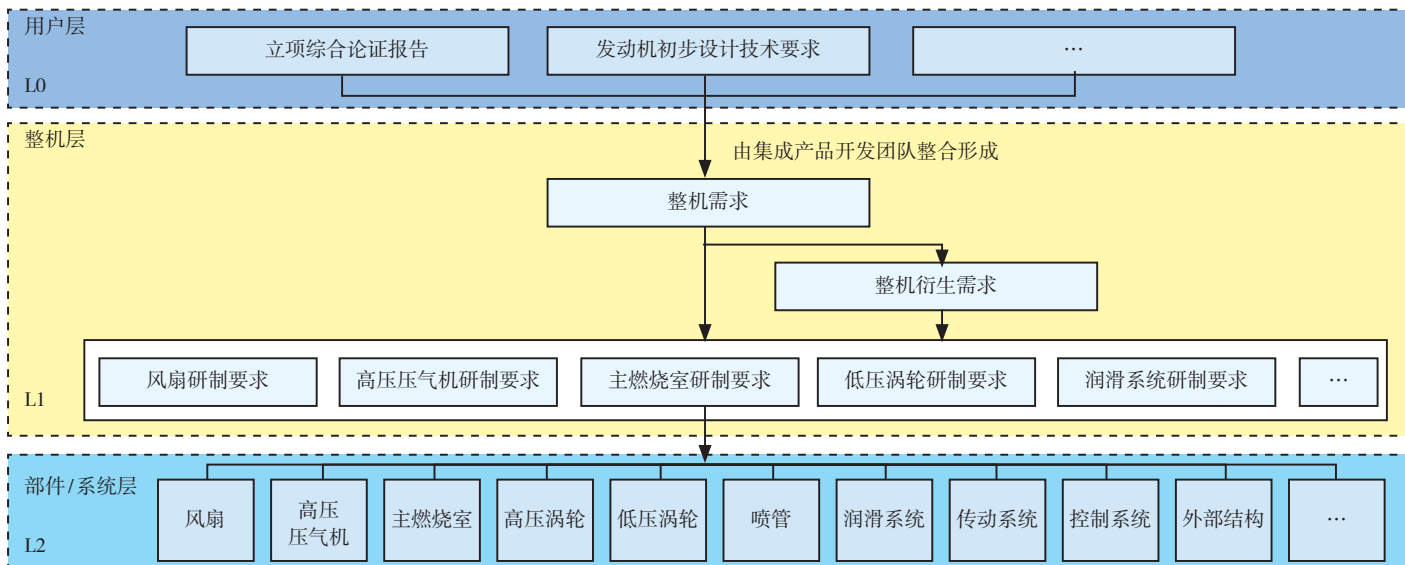 用户层
立项综合论证报告
发动机初步设计技术要求
…
L0
整机层
由集成产品开发团队整合形成
整机需求
整机衍生需求
风扇研制要求
高压压气机研制要求
主燃烧室研制要求
低压涡轮研制要求
润滑系统研制要求
…
L1
部件/系统层
风扇
高压
压气机
主燃烧室
高压涡轮
低压涡轮
喷管
润滑系统
传动系统
控制系统
外部结构
…
L2